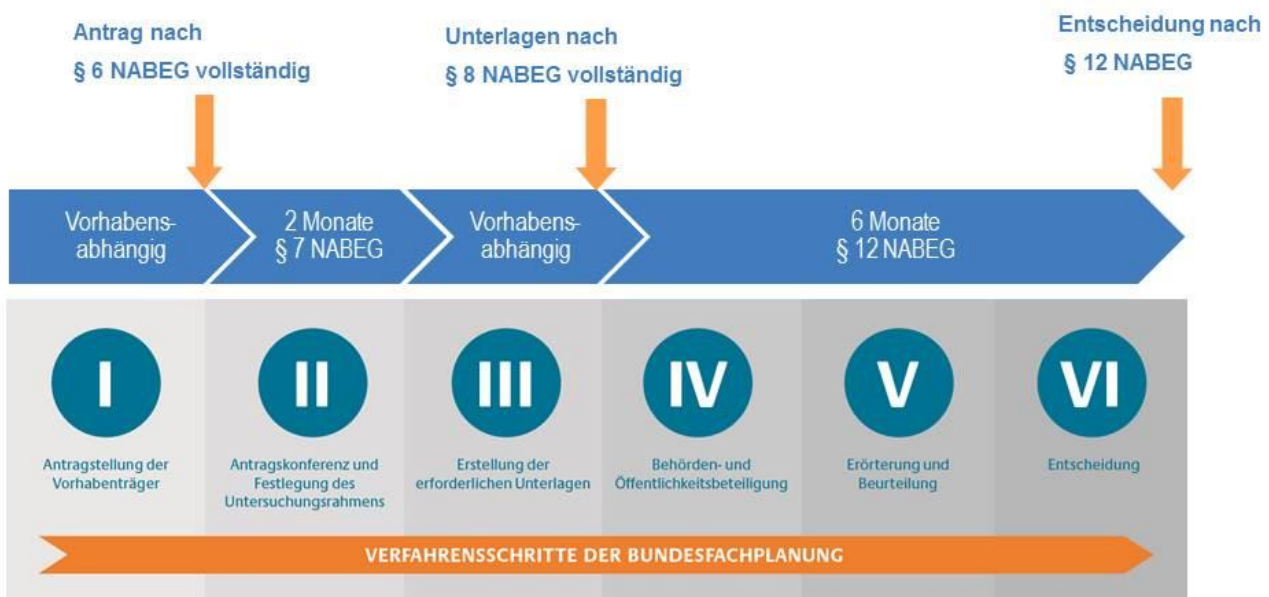 Antrag nach
§ 6 NABEG vollständig
Unterlagen nach
§ 8 NABEG vollständig
Entscheidung nach
§ 12 NABEG
Vorhabens-
abhängig
2 Monate
§ 7 NABEG
Vorhabens-
abhängig
6 Monate
§ 12 NABEG
I
II
III
IV
V
VI
Antragstellung der
Vorhabenträger
Antragskonferenz und
Festlegung des
Untersuchungsrahmens
Erstellung der
erforderlichen Unterlagen
Behörden- und
Öffentlichkeitsbeteiligung
Erörterung und
Beurteilung
Entscheidung
VERFAHRENSSCHRITTE DER BUNDESFACHPLANUNG